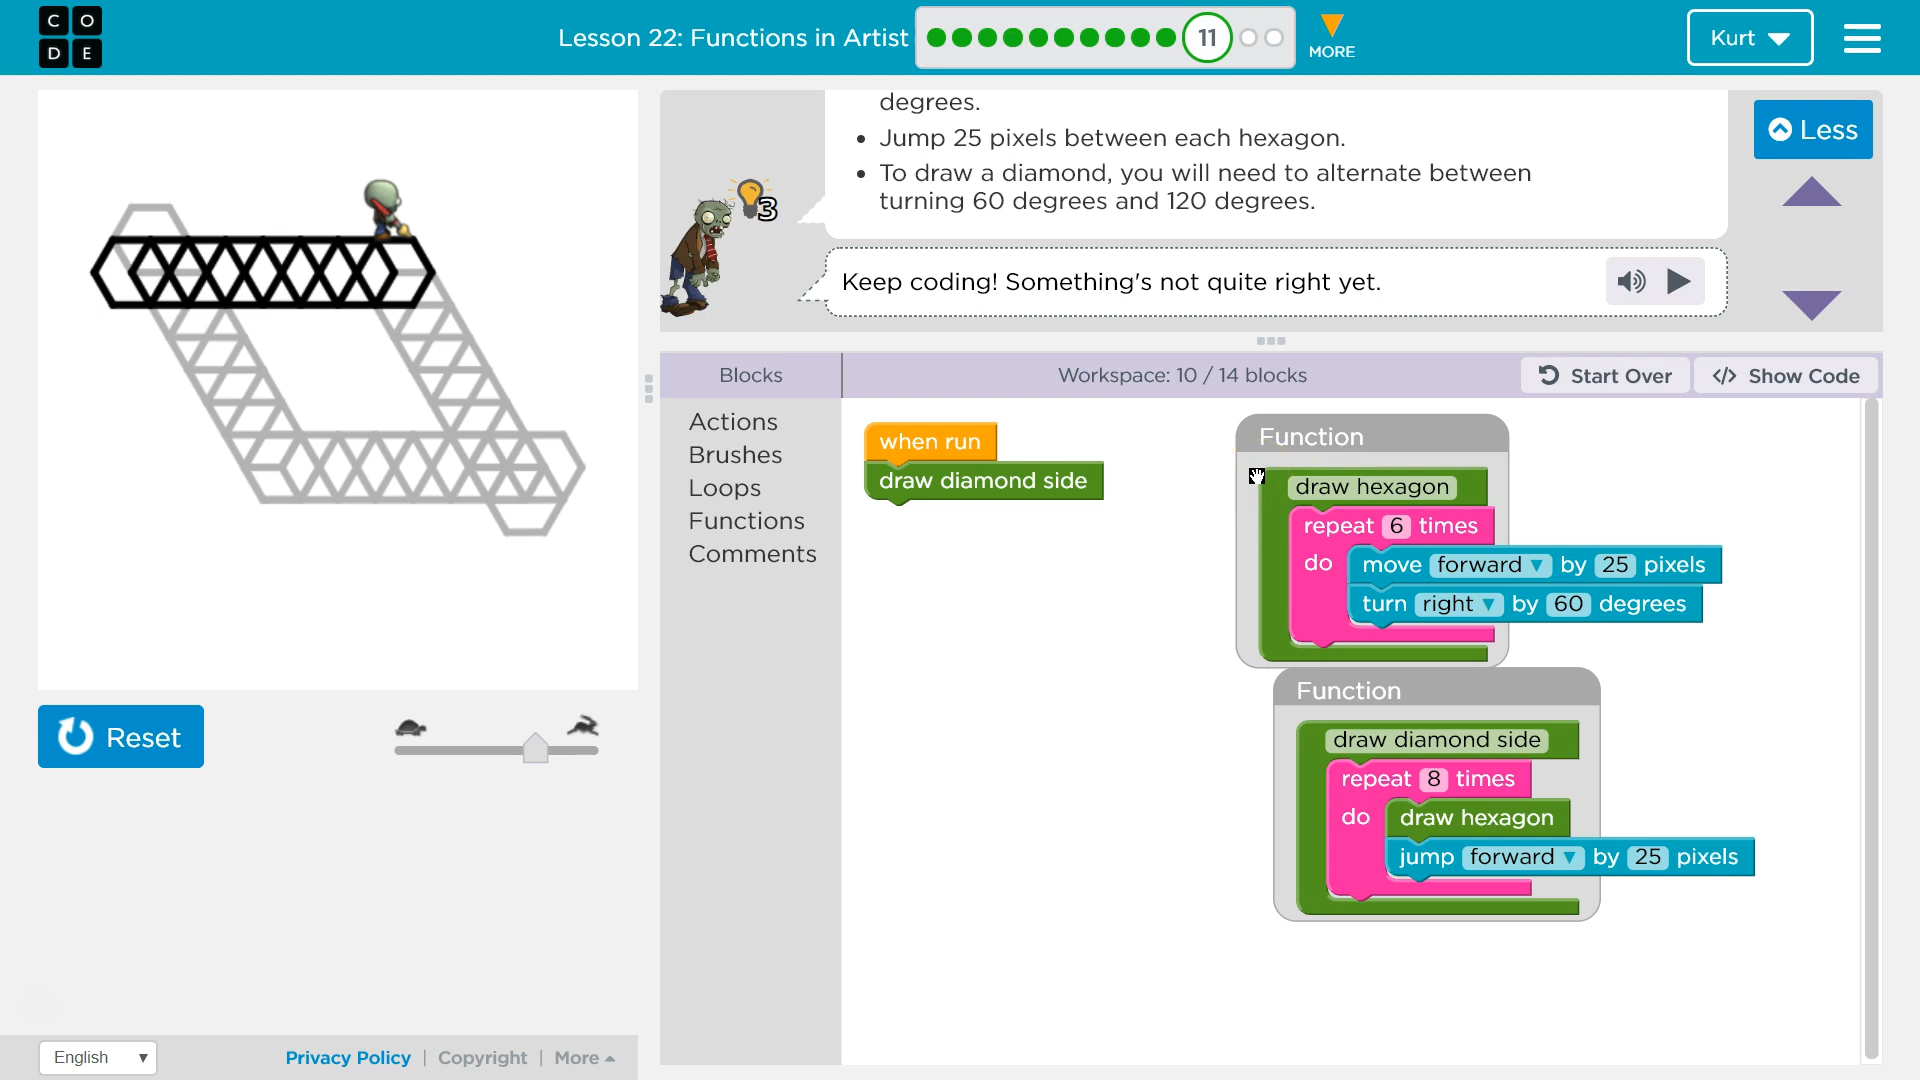 C O
D E
Lesson 22: Functions in Artist
11
MORE
Kurt
degrees.
• Jump 25 pixels between each hexagon.
• To draw a diamond, you will need to alternate between
turning 60 degrees and 120 degrees.
Less
3
Keep coding! Something's not quite right yet.
Blocks
Workspace: 10 / 14 blocks
Start Over
</> Show Code
Actions
Brushes
Loops
Functions
Comments
when run
draw diamond side
Function
draw hexagon
repeat 6 times
do
move forward ▼ by 25 pixels
turn right ▼ by 60 degrees
Function
draw diamond side
repeat 8 times
do
draw hexagon
jump forward ▼ by 25 pixels
Reset
English
Privacy Policy | Copyright | More